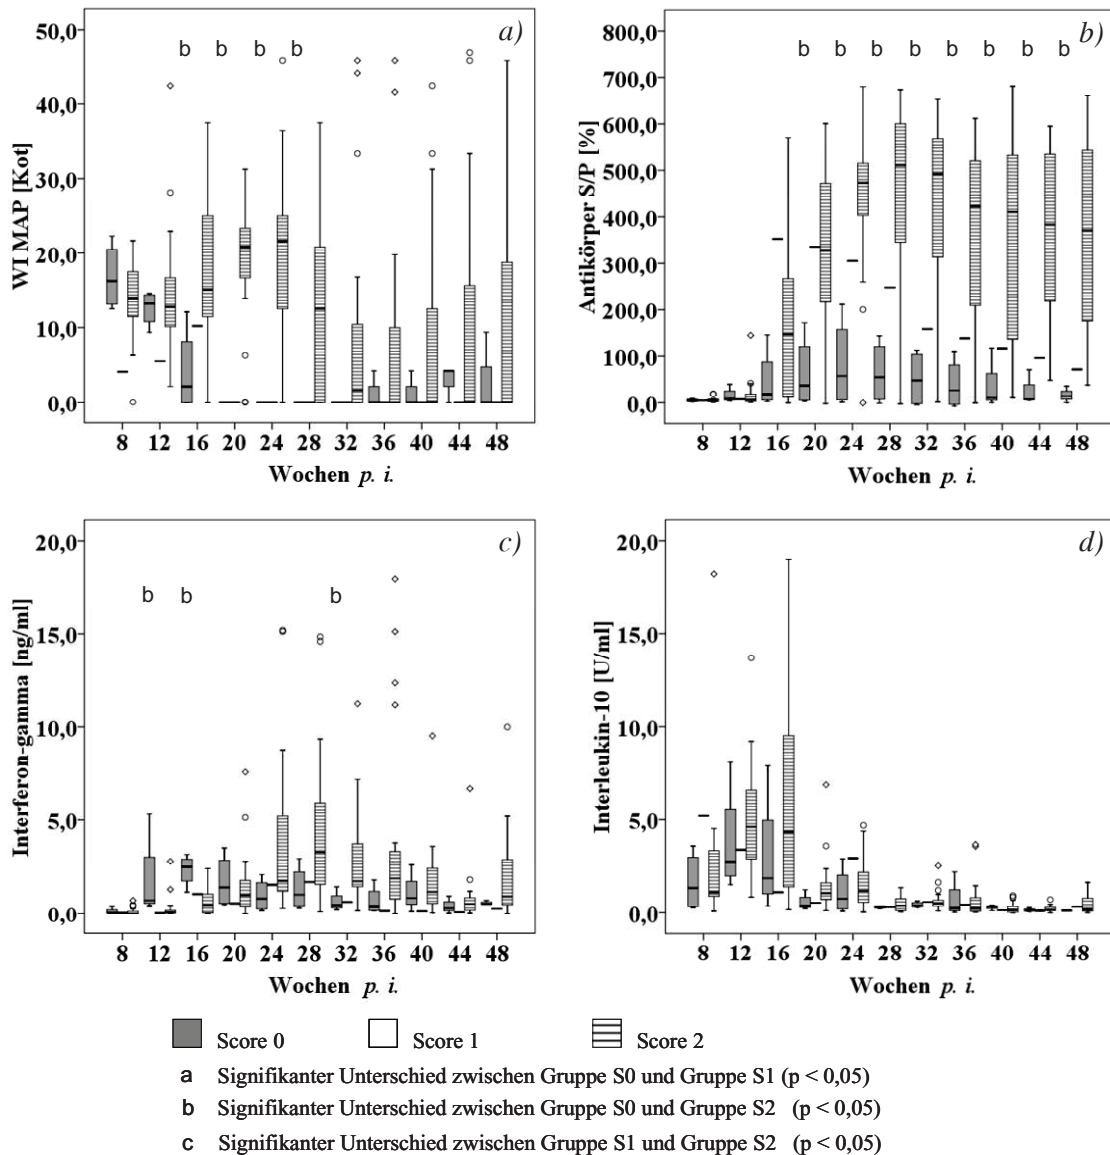 a)
50,0
40,0
30,0
20,0
10,0
0,0
WI MAP [Kot]
b b b b
8 12 16 20 24 28 32 36 40 44 48
Wochen p. i.
b)
800,0
700,0
600,0
500,0
400,0
300,0
200,0
100,0
0,0
Antikörper S/P [%]
b b b b b b b b
8 12 16 20 24 28 32 36 40 44 48
Wochen p. i.
c)
20,0
15,0
10,0
5,0
0,0
Interferon-gamma [ng/ml]
b b b
8 12 16 20 24 28 32 36 40 44 48
Wochen p. i.
d)
20,0
15,0
10,0
5,0
0,0
Interleukin-10 [U/ml]
8 12 16 20 24 28 32 36 40 44 48
Wochen p. i.
Score 0 Score 1 Score 2
a Signifikanter Unterschied zwischen Gruppe S0 und Gruppe S1 (p < 0,05)
b Signifikanter Unterschied zwischen Gruppe S0 und Gruppe S2 (p < 0,05)
c Signifikanter Unterschied zwischen Gruppe S1 und Gruppe S2 (p < 0,05)